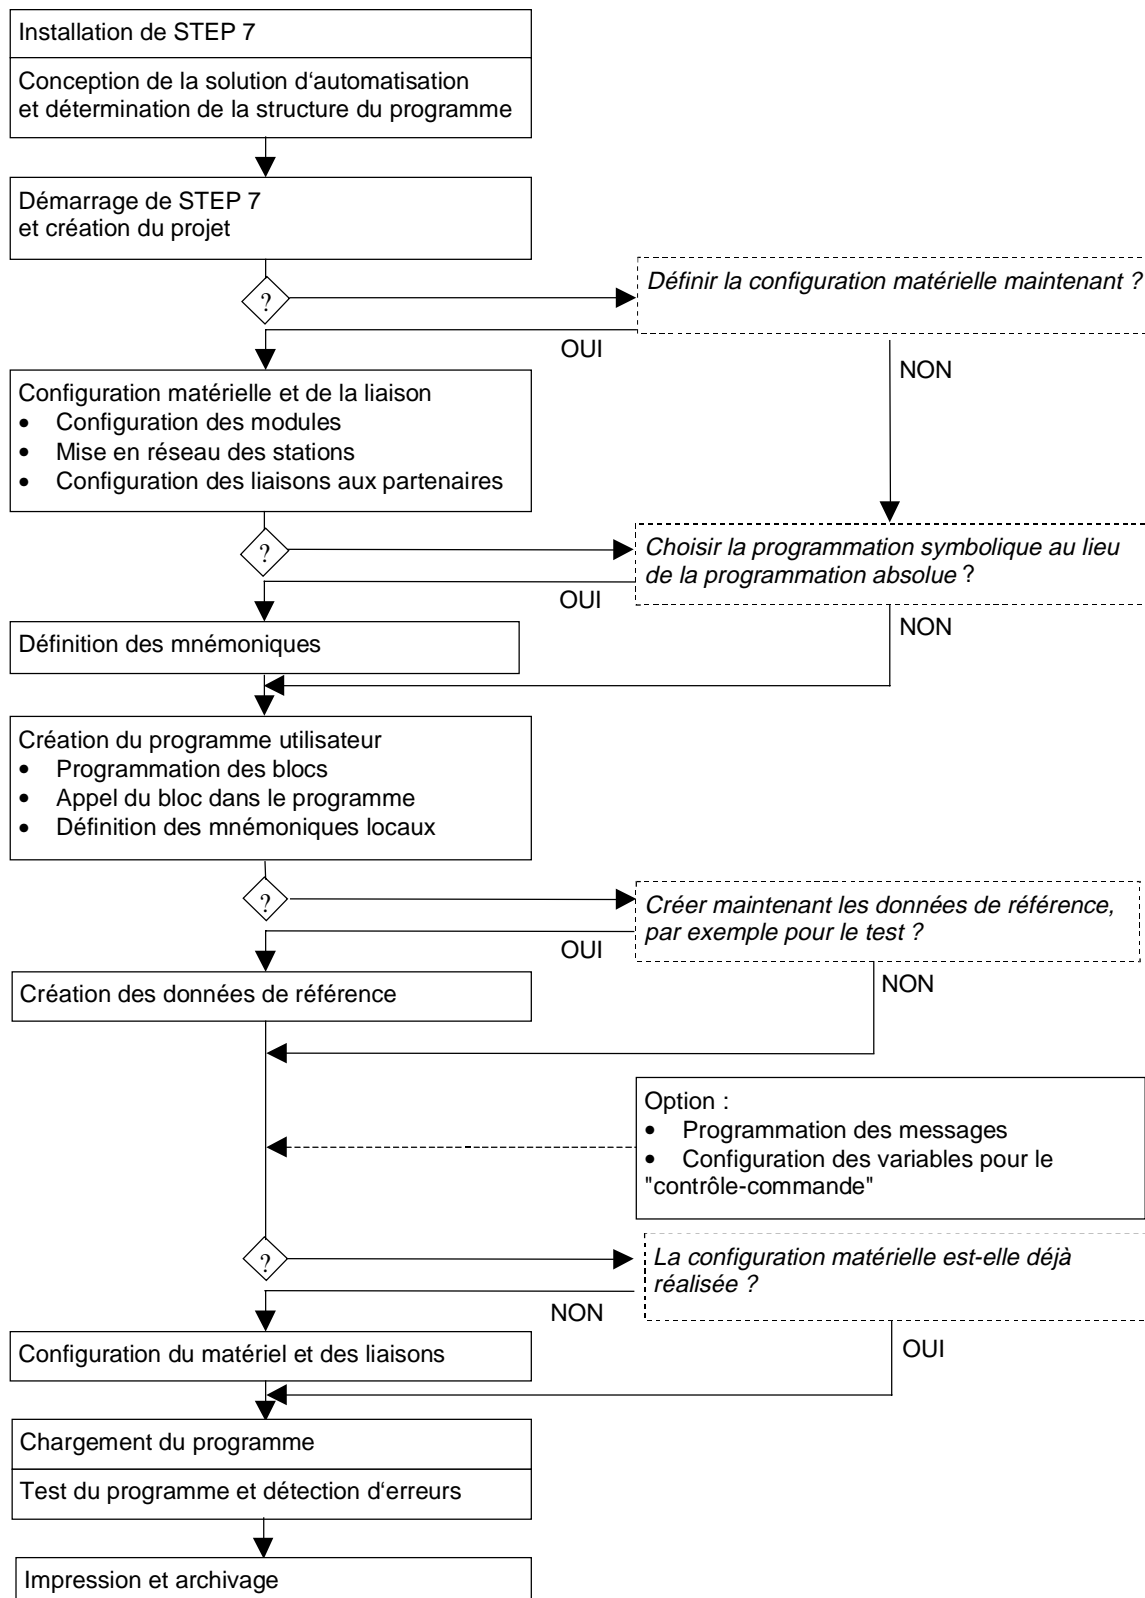 Installation de STEP 7
Conception de la solution d‘automatisation
et détermination de la structure du programme
Démarrage de STEP 7
et création du projet
?
Définir la configuration matérielle maintenant ?
OUI
NON
Configuration matérielle et de la liaison
• Configuration des modules
• Mise en réseau des stations
• Configuration des liaisons aux partenaires
?
Choisir la programmation symbolique au lieu
de la programmation absolue ?
OUI
NON
Définition des mnémoniques
Création du programme utilisateur
• Programmation des blocs
• Appel du bloc dans le programme
• Définition des mnémoniques locaux
?
Créer maintenant les données de référence,
par exemple pour le test ?
OUI
NON
Création des données de référence
Option :
• Programmation des messages
• Configuration des variables pour le
"contrôle-commande"
?
La configuration matérielle est-elle déjà
réalisée ?
NON
OUI
Configuration du matériel et des liaisons
Chargement du programme
Test du programme et détection d‘erreurs
Impression et archivage